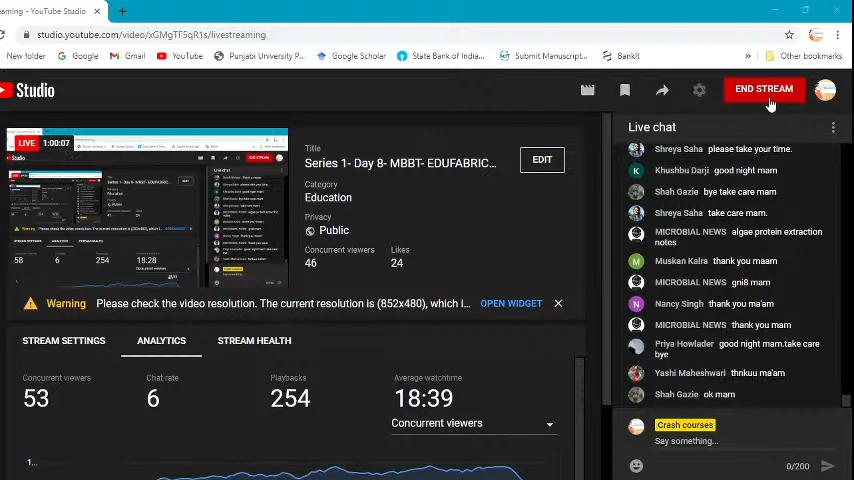 eaming - YouTube Studio
studio.youtube.com/video/xGMgTF5qR1s/livestreaming
New folder Google Gmail YouTube Punjabi University P... Google Scholar State Bank of Indi... Submit Manuscript... BankIt » Other bookmarks
Studio
END STREAM
LIVE 1:00:07
Title
Series 1- Day 8- MBBT- EDUFABRIC...
EDIT
Category
Education
Privacy
Public
Concurrent viewers Likes
46 24
Warning Please check the video resolution. The current resolution is (852x480), which i... OPEN WIDGET
STREAM SETTINGS ANALYTICS STREAM HEALTH
Concurrent viewers Chat rate Playbacks Average watchtime
53 6 254 18:39
Concurrent viewers
1...
Live chat
Shreya Saha please take your time.
Khushbu Darji good night mam
Shah Gazie bye take care mam
Shreya Saha take care mam.
MICROBIAL NEWS algae protein extraction
notes
Muskan Kalra thank you maam
MICROBIAL NEWS gni8 mam
Nancy Singh thank you ma'am
MICROBIAL NEWS thank you mam
Priya Howlader good night mam.take care
bye
Yashi Maheshwari thnkuu ma'am
Shah Gazie ok mam
Crash courses
Say something...
0/200